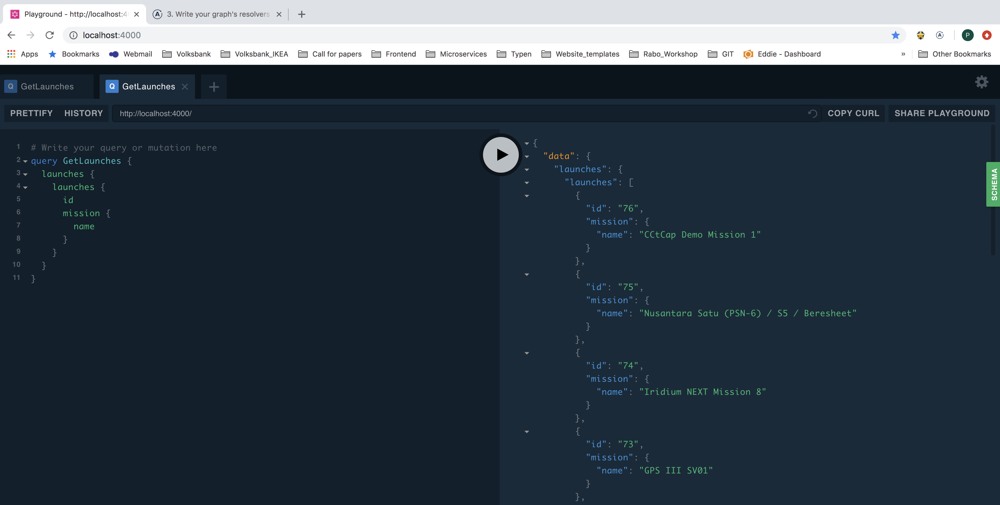 Playground - http://localhost:4
3. Write your graph's resolvers
localhost:4000
P
Apps Bookmarks Webmail Volksbank Volksbank_IKEA Call for papers Frontend Microservices Typen Website_templates Rabo_Workshop GIT Eddie - Dashboard » Other Bookmarks
Q GetLaunches
Q GetLaunches
PRETTIFY HISTORY http://localhost:4000/ COPY CURL SHARE PLAYGROUND
1 # Write your query or mutation here
2 query GetLaunches {
3 launches {
4 launches {
5 id
6 mission {
7 name
8 }
9 }
10 }
11 }
{
"data": {
"launches": {
"launches": [
{
"id": "76",
"mission": {
"name": "CCtCap Demo Mission 1"
}
},
{
"id": "75",
"mission": {
"name": "Nusantara Satu (PSN-6) / S5 / Beresheet"
}
},
{
"id": "74",
"mission": {
"name": "Iridium NEXT Mission 8"
}
},
{
"id": "73",
"mission": {
"name": "GPS III SV01"
}
},
SCHEMA